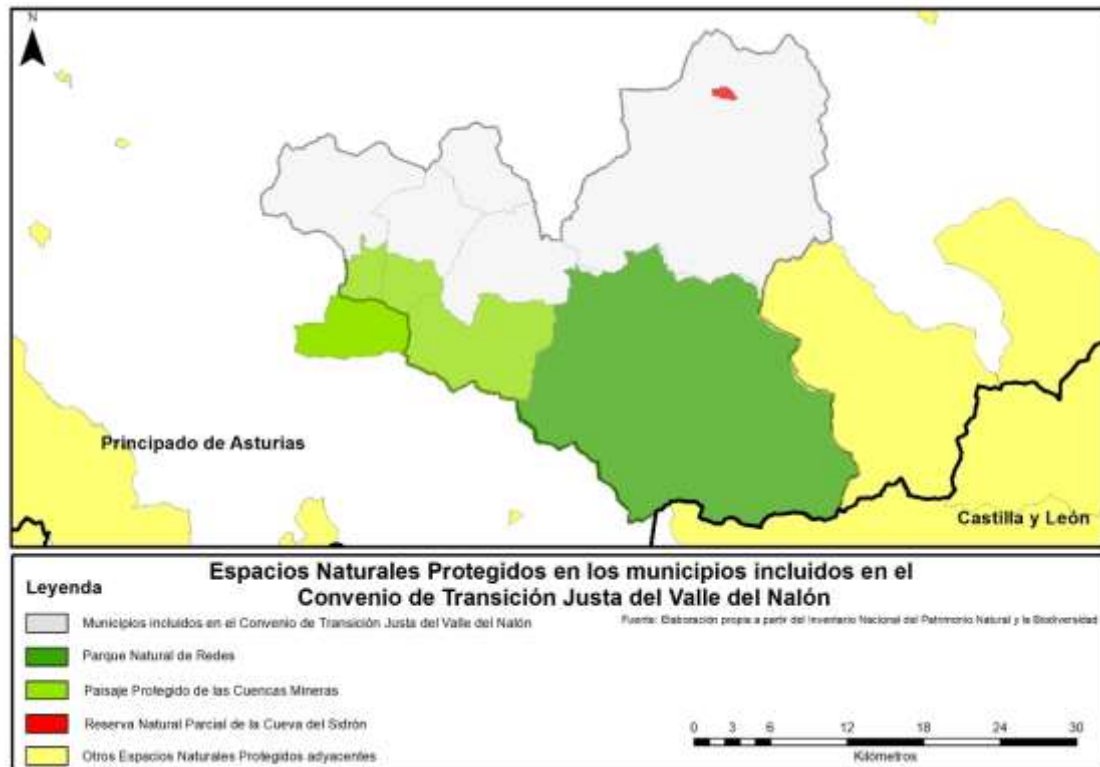 N
Principado de Asturias
Castilla y León
Leyenda
Espacios Naturales Protegidos en los municipios incluidos en el
Convenio de Transición Justa del Valle del Nalón
Municipios incluidos en el Convenio de Transición Justa del Valle del Nalón
Fuente: Elaboración propia a partir del Inventario Nacional del Patrimonio Natural y la Biodiversidad
Parque Natural de Redes
Paisaje Protegido de las Cuencas Mineras
Reserva Natural Parcial de la Cueva del Sidrón
Otros Espacios Naturales Protegidos adyacentes
0 3 6 12 18 24 30
Kilómetros